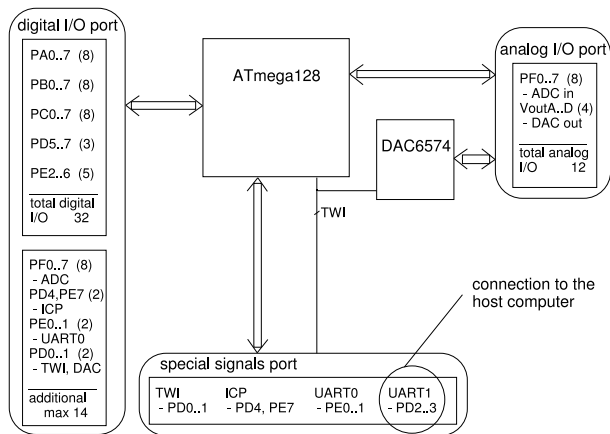 digital I/O port
PA0..7 (8)
PB0..7 (8)
PC0..7 (8)
PD5..7 (3)
PE2..6 (5)
total digital
I/O 32
PF0..7 (8)
- ADC
PD4,PE7 (2)
- ICP
PE0..1 (2)
- UART0
PD0..1 (2)
- TWI, DAC
additional
max 14
ATmega128
DAC6574
TWI
analog I/O port
PF0..7 (8)
- ADC in
VoutA..D (4)
- DAC out
total analog
I/O 12
connection to the
host computer
special signals port
TWI ICP UART0 UART1
- PD0..1 - PD4, PE7 - PE0..1 - PD2..3